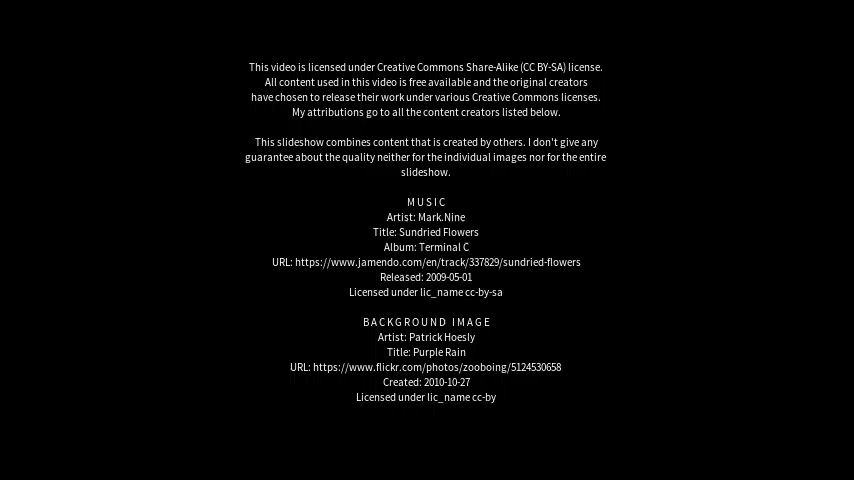 This video is licensed under Creative Commons Share-Alike (CC BY-SA) license.
All content used in this video is free available and the original creators
have chosen to release their work under various Creative Commons licenses.
My attributions go to all the content creators listed below.
This slideshow combines content that is created by others. I don't give any
guarantee about the quality neither for the individual images nor for the entire
slideshow.
MUSIC
Artist: Mark.Nine
Title: Sundried Flowers
Album: Terminal C
URL: https://www.jamendo.com/en/track/337829/sundried-flowers
Released: 2009-05-01
Licensed under lic_name cc-by-sa
BACKGROUND IMAGE
Artist: Patrick Hoesly
Title: Purple Rain
URL: https://www.flickr.com/photos/zooboing/5124530658
Created: 2010-10-27
Licensed under lic_name cc-by